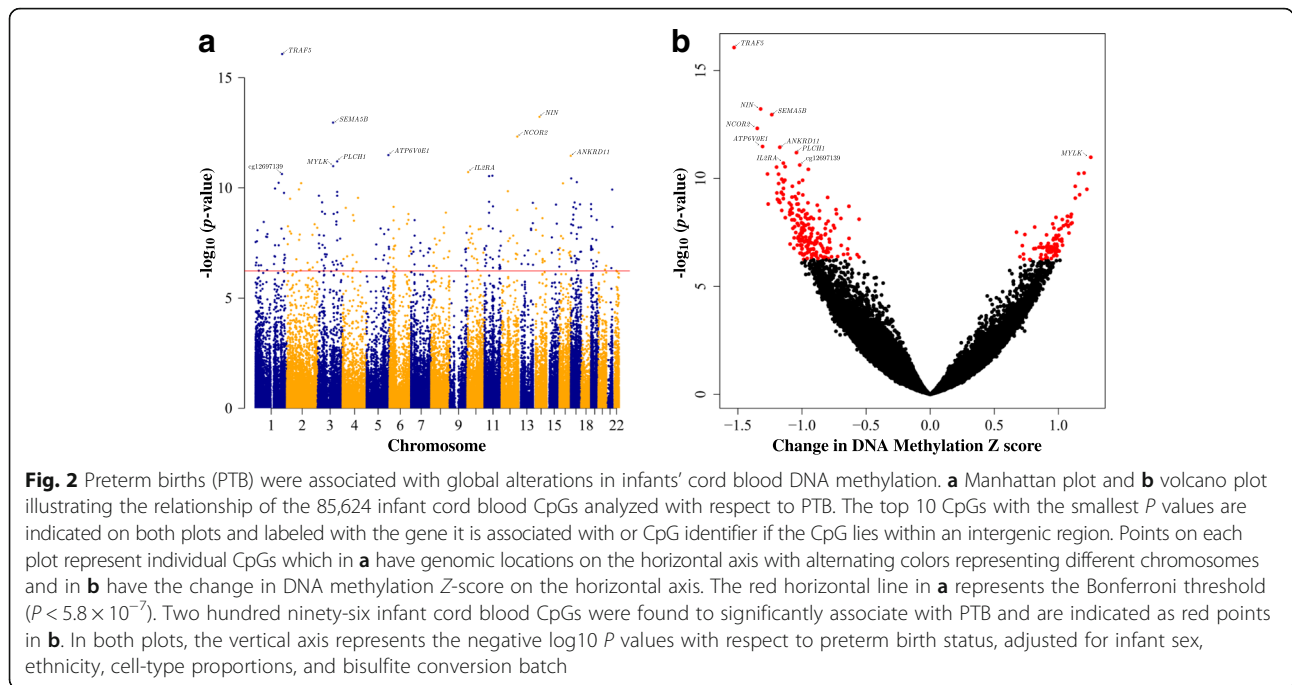 a
15
10
5
0
-log10 (p-value)
TRAF5
SEMA5B
NIN
NCOR2
MYLK
PLCH1
ATP6V0E1
ANKRD11
cg12697139
IL2RA
1 2 3 4 5 6 7 9 10 11 13 15 18 22
Chromosome
b
15
10
5
0
-log10 (p-value)
TRAF5
NIN
SEMA5B
NCOR2
ATP6V0E1
ANKRD11
PLCH1
IL2RA
cg12697139
MYLK
−1.5 −1.0 −0.5 0.0 0.5 1.0
Change in DNA Methylation Z score
Fig. 2 Preterm births (PTB) were associated with global alterations in infants' cord blood DNA methylation. a Manhattan plot and b volcano plot
illustrating the relationship of the 85,624 infant cord blood CpGs analyzed with respect to PTB. The top 10 CpGs with the smallest P values are
indicated on both plots and labeled with the gene it is associated with or CpG identifier if the CpG lies within an intergenic region. Points on each
plot represent individual CpGs which in a have genomic locations on the horizontal axis with alternating colors representing different chromosomes
and in b have the change in DNA methylation Z-score on the horizontal axis. The red horizontal line in a represents the Bonferroni threshold
(P < 5.8 × 10⁻⁷). Two hundred ninety-six infant cord blood CpGs were found to significantly associate with PTB and are indicated as red points
in b. In both plots, the vertical axis represents the negative log10 P values with respect to preterm birth status, adjusted for infant sex,
ethnicity, cell-type proportions, and bisulfite conversion batch